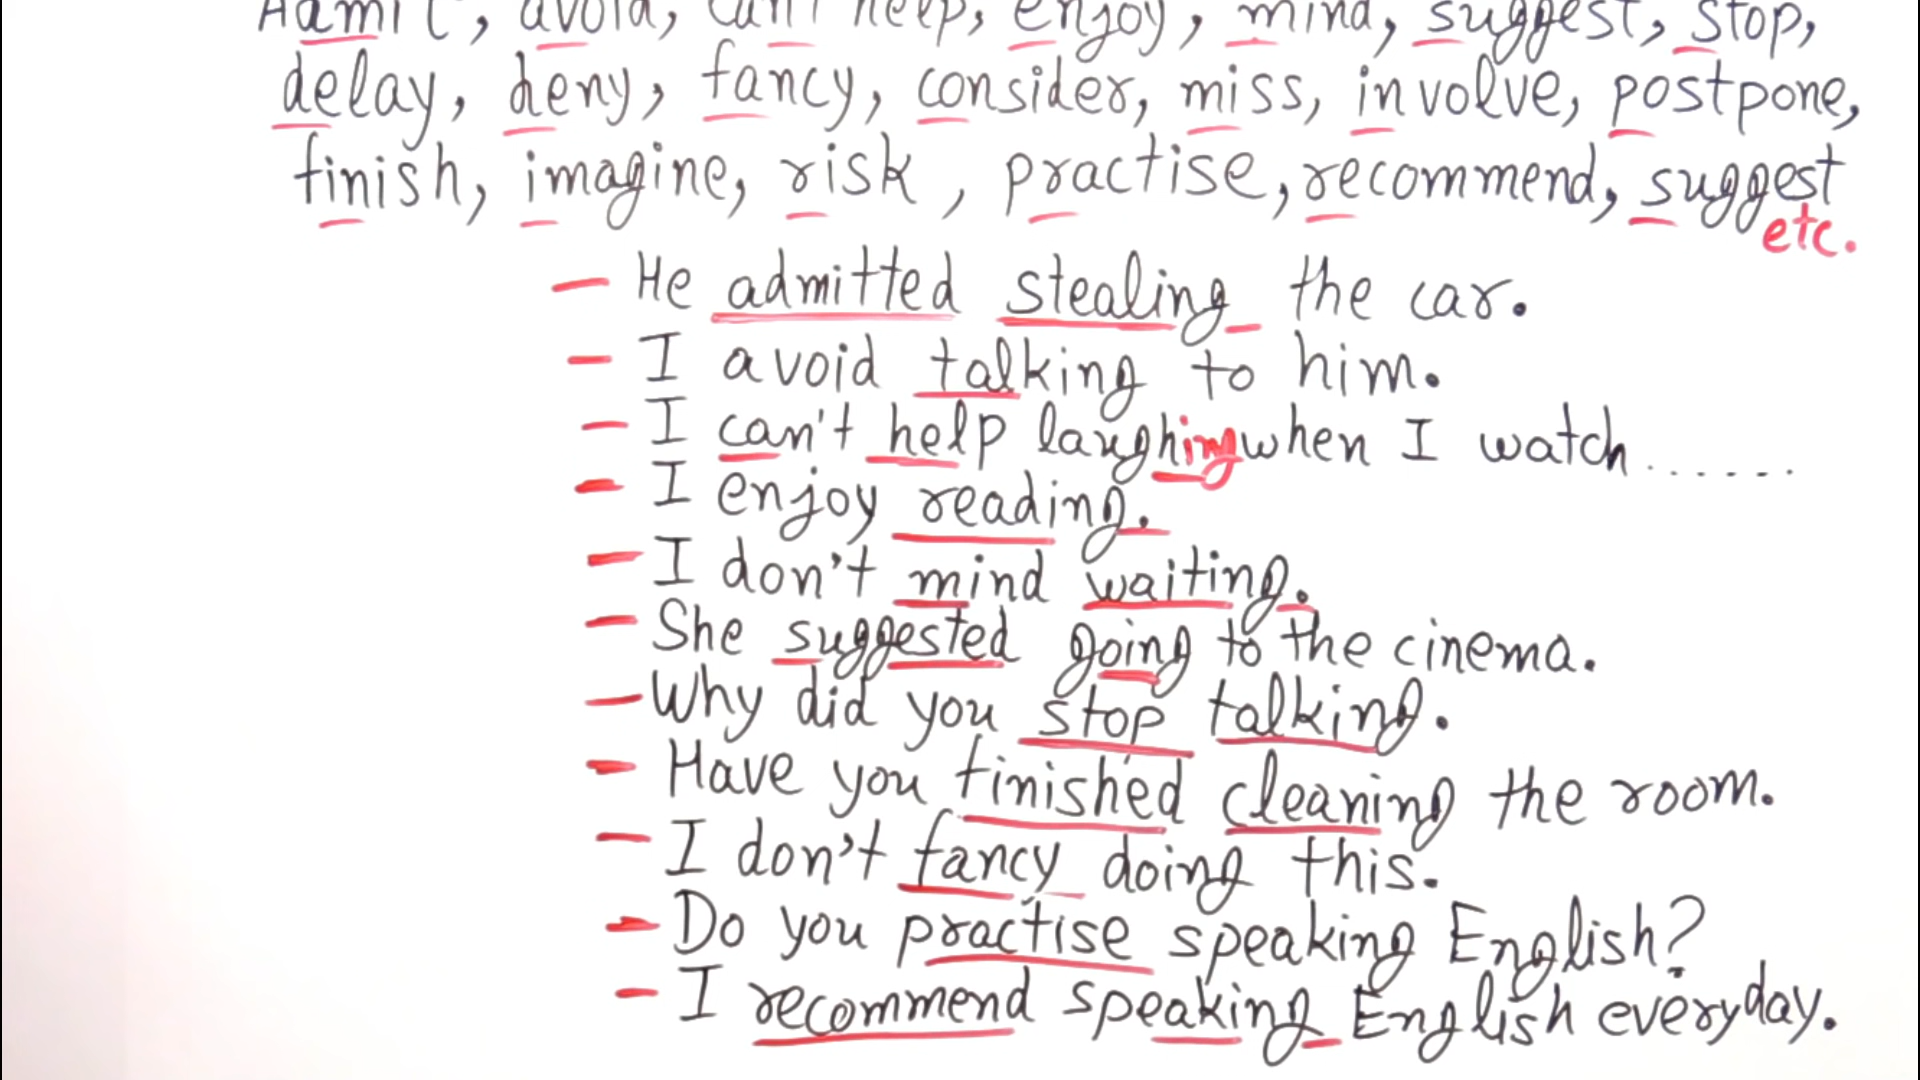 Admit, avoid, can't help, enjoy, mind, suggest, stop,
delay, deny, fancy, consider, miss, involve, postpone,
finish, imagine, risk, practise, recommend, suggest
etc.
- He admitted stealing the car.
- I avoid talking to him.
- I can't help laughing when I watch......
- I enjoy reading.
- I don't mind waiting.
- She suggested going to the cinema.
- Why did you stop talking.
- Have you finished cleaning the room.
- I don't fancy doing this.
- Do you practise speaking English?
- I recommend speaking English everyday.